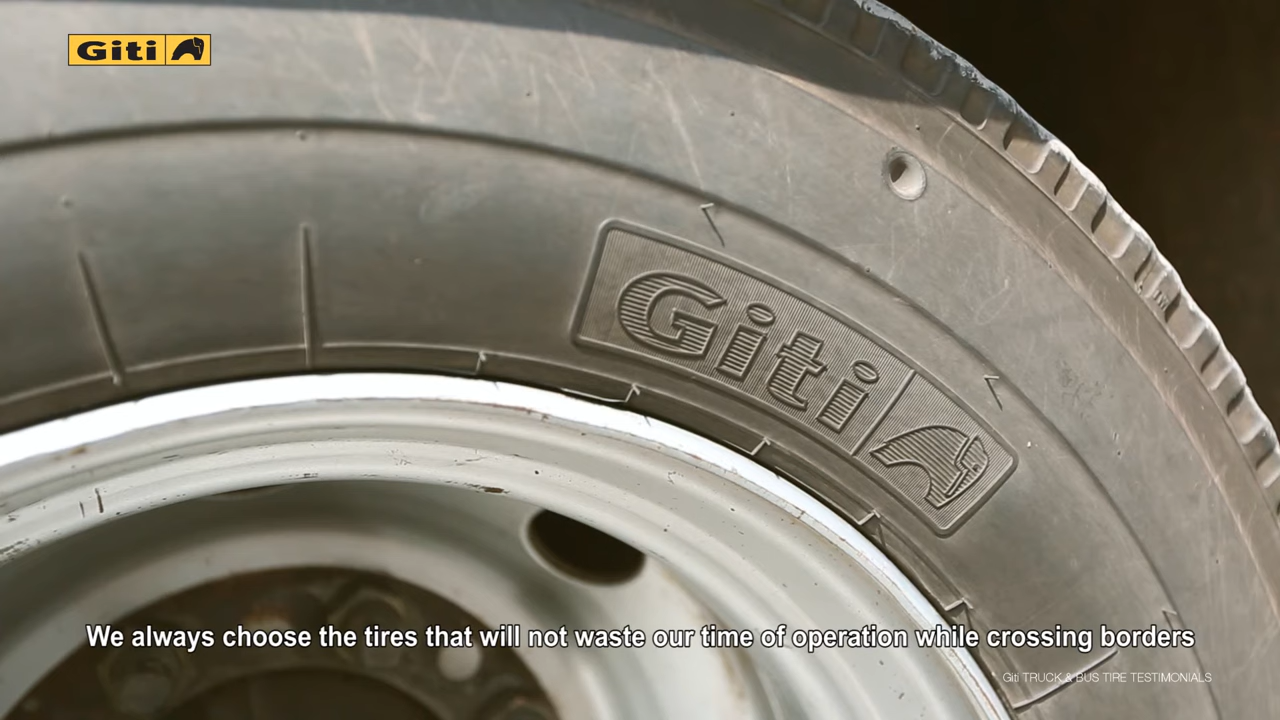 Giti
Giti
We always choose the tires that will not waste our time of operation while crossing borders
Giti TRUCK & BUS TIRE TESTIMONIALS